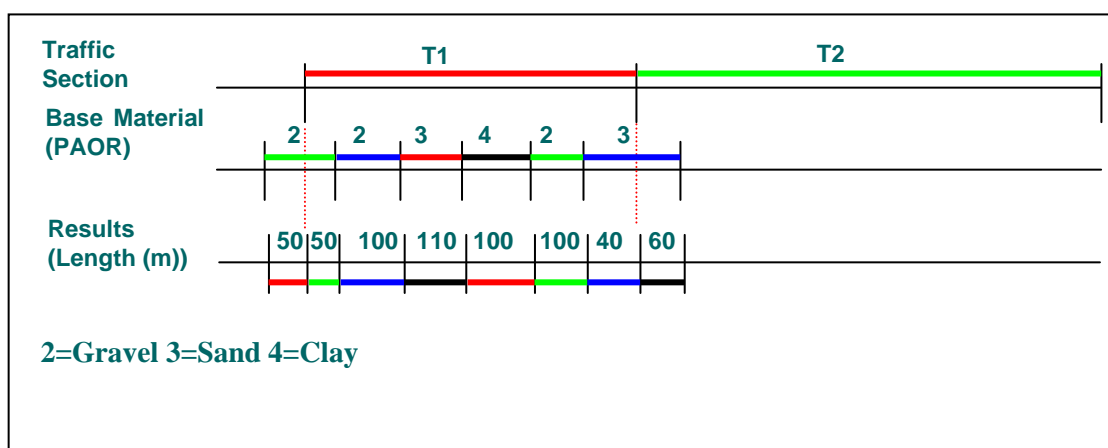 Traffic
Section
T1
T2
Base Material
(PAOR)
2 2 3 4 2 3
Results
(Length (m))
50 50 100 110 100 100 40 60
2=Gravel 3=Sand 4=Clay